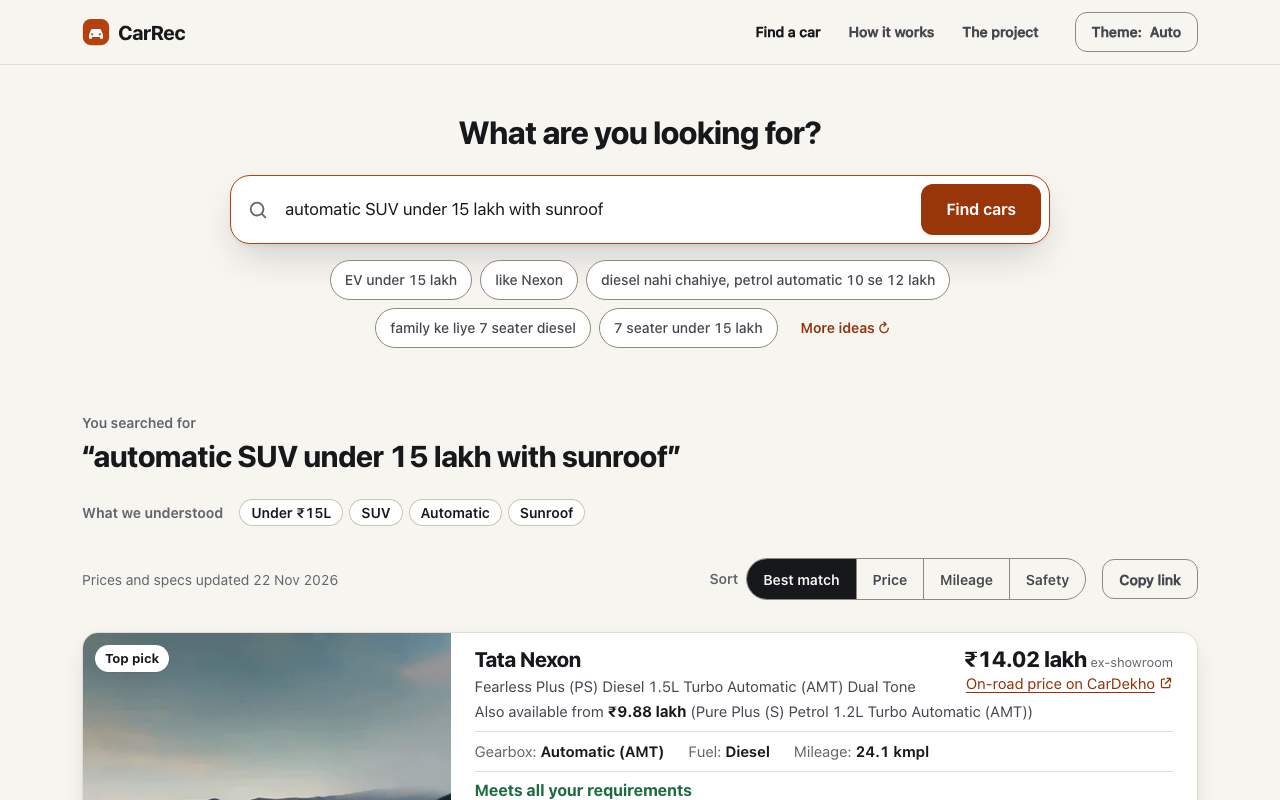 CarRec
Find a car
How it works
The project
Theme: Auto
What are you looking for?
automatic SUV under 15 lakh with sunroof
Find cars
EV under 15 lakh
like Nexon
diesel nahi chahiye, petrol automatic 10 se 12 lakh
family ke liye 7 seater diesel
7 seater under 15 lakh
More ideas ↻
You searched for
“automatic SUV under 15 lakh with sunroof”
What we understood
Under ₹15L
SUV
Automatic
Sunroof
Prices and specs updated 22 Nov 2026
Sort
Best match
Price
Mileage
Safety
Copy link
Top pick
Tata Nexon
₹14.02 lakh ex-showroom
Fearless Plus (PS) Diesel 1.5L Turbo Automatic (AMT) Dual Tone
On-road price on CarDekho
Also available from ₹9.88 lakh (Pure Plus (S) Petrol 1.2L Turbo Automatic (AMT))
Gearbox: Automatic (AMT)
Fuel: Diesel
Mileage: 24.1 kmpl
Meets all your requirements